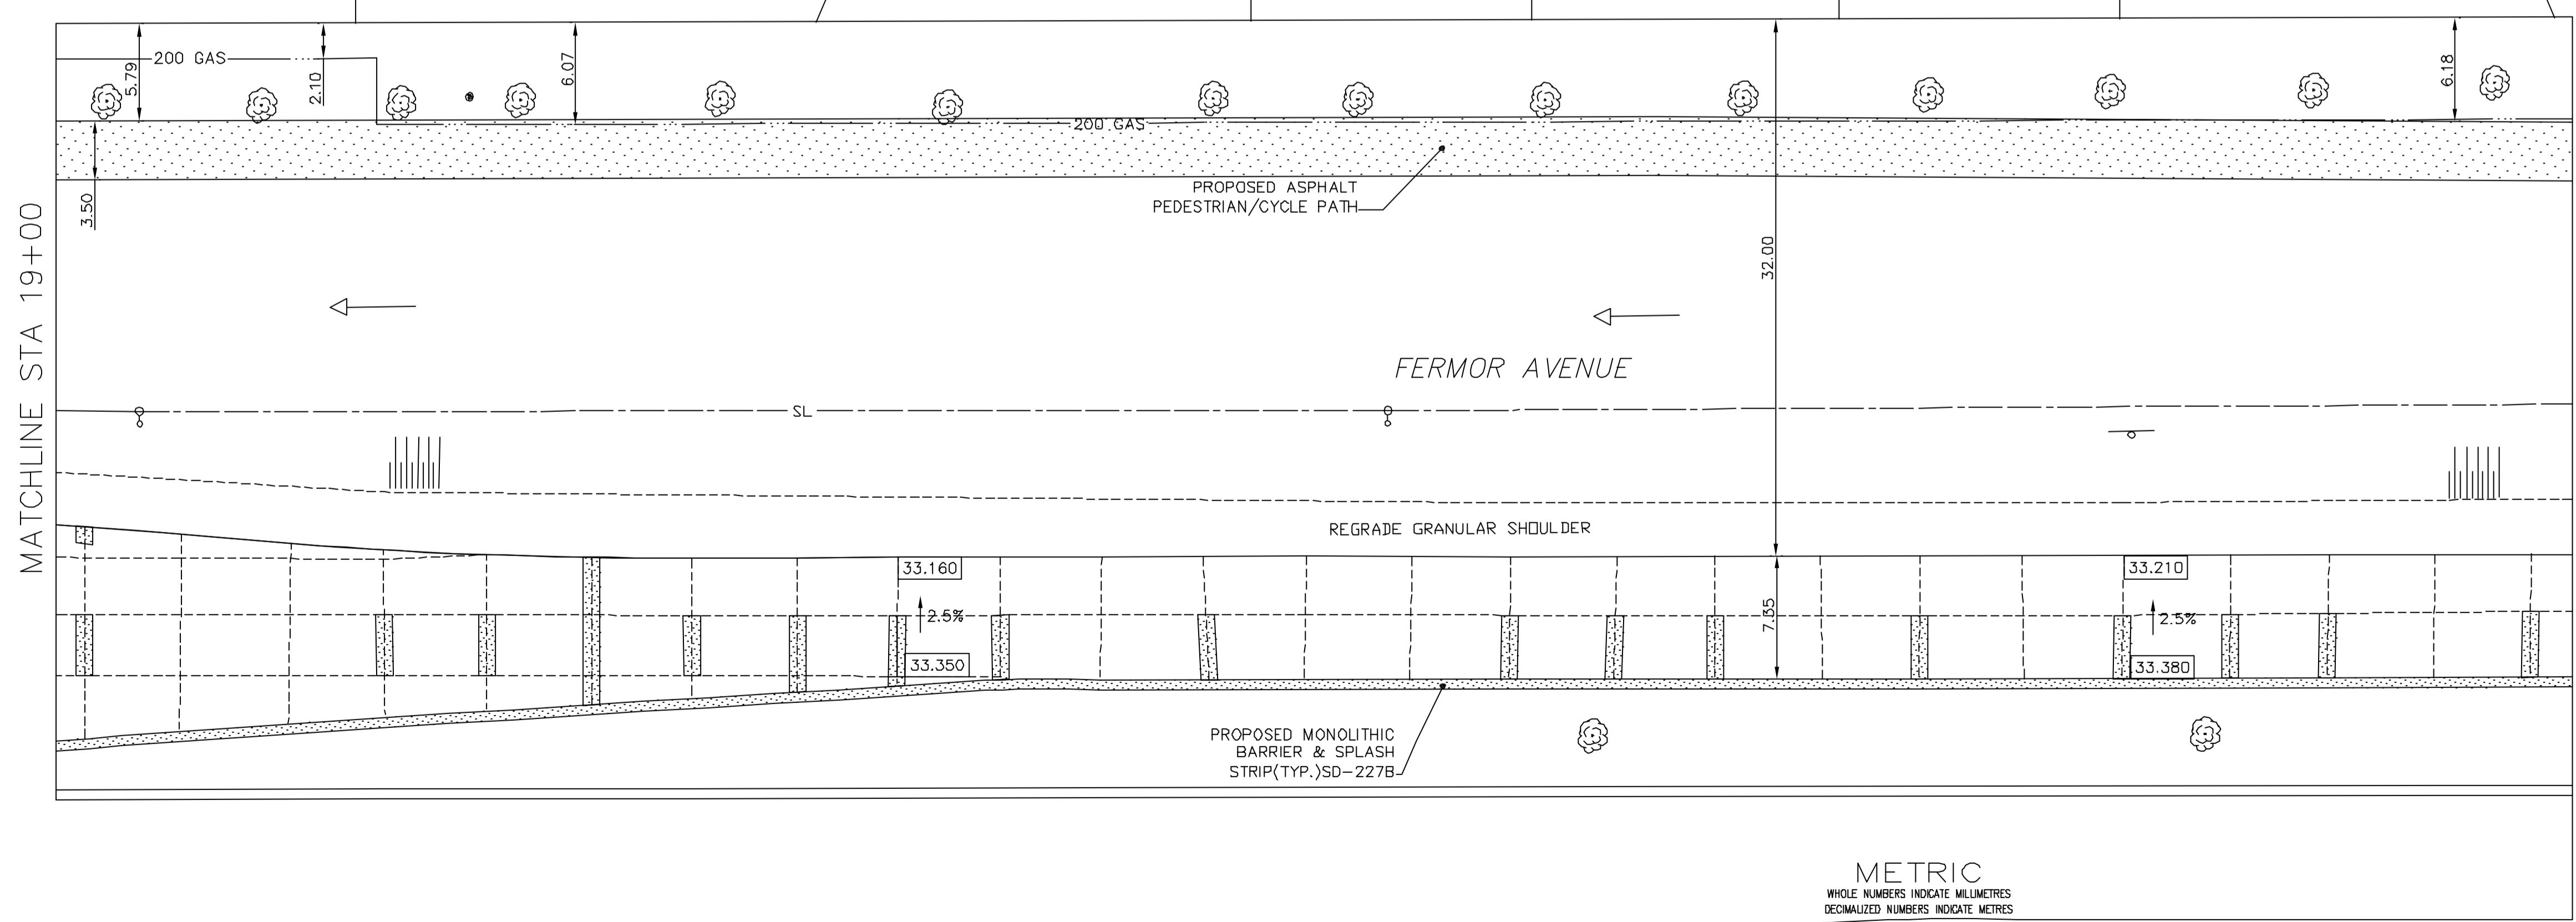 5.79
200 GAS
2.10
6.07
6.18
200 GAS
3.50
PROPOSED ASPHALT
PEDESTRIAN/CYCLE PATH
32.00
MATCHLINE STA 19+00
FERMOR AVENUE
SL
REGRADE GRANULAR SHOULDER
33.160
33.210
2.5%
7.35
2.5%
33.350
33.380
PROPOSED MONOLITHIC
BARRIER & SPLASH
STRIP(TYP.)SD-227B
METRIC
WHOLE NUMBERS INDICATE MILLIMETRES
DECIMALIZED NUMBERS INDICATE METRES